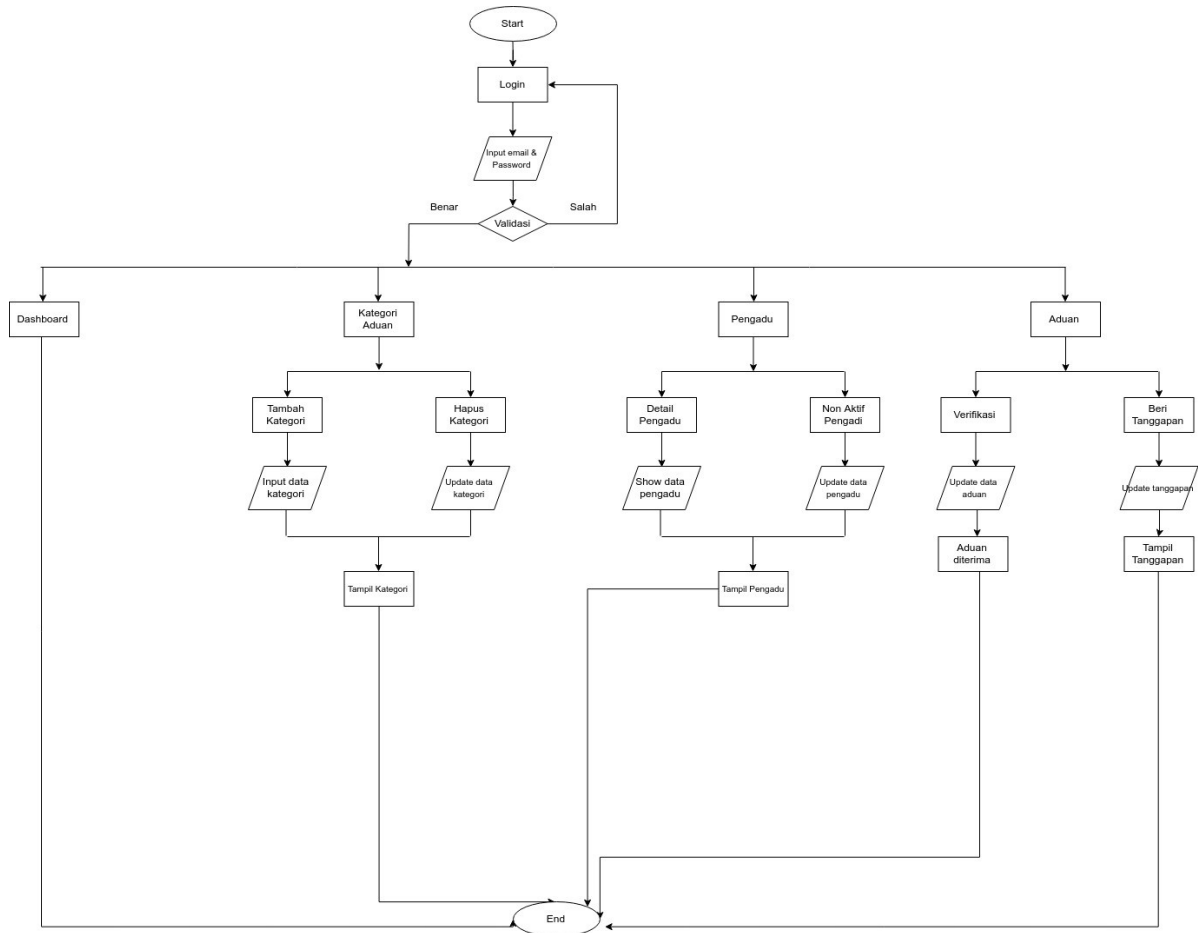 Start
Login
Input email &
Password
Benar
Salah
Validasi
Dashboard
Kategori
Aduan
Pengadu
Aduan
Tambah
Kategori
Hapus
Kategori
Detail
Pengadu
Non Aktif
Pengadi
Verifikasi
Beri
Tanggapan
Input data
kategori
Update data
kategori
Show data
pengadu
Update data
pengadu
Update data
aduan
Update tanggapan
Aduan
diterima
Tampil
Tanggapan
Tampil Kategori
Tampil Pengadu
End